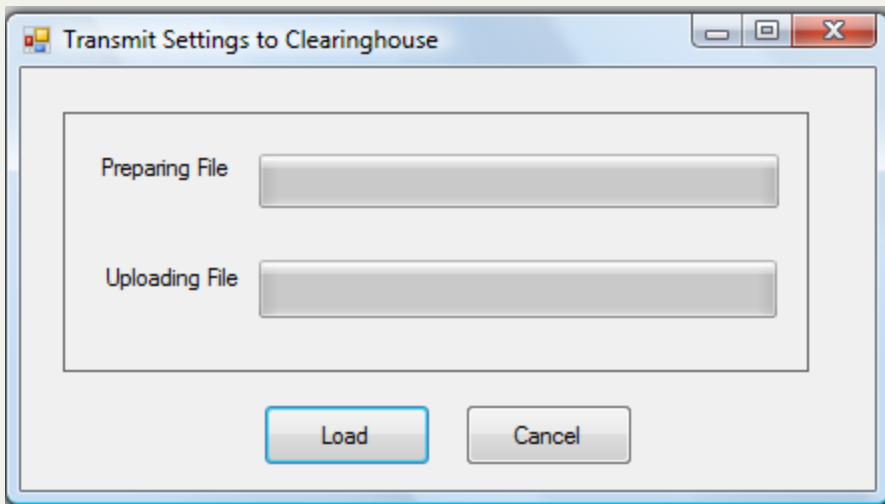 Transmit Settings to Clearinghouse
Preparing File
Uploading File
Load
Cancel